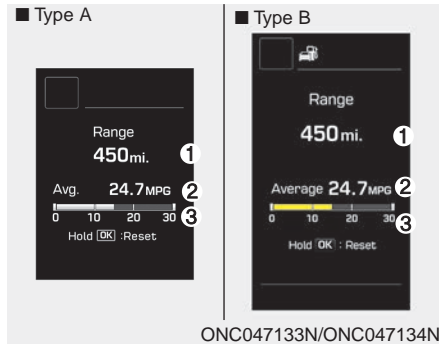 ■ Type A
Range
450mi.
1
Avg. 24.7MPG
2
0 10 20 30
3
Hold OK :Reset
■ Type B
Range
450mi.
1
Average 24.7MPG
2
0 10 20 30
3
Hold OK : Reset
ONC047133N/ONC047134N